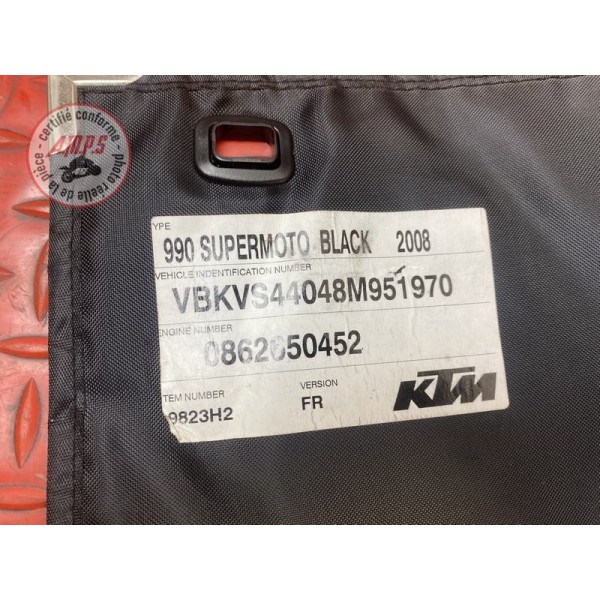 certifié conforme - photo réelle de la pièce -
A.M.P.S
YPE
990 SUPERMOTO BLACK 2008
VEHICLE INDENTIFICATION NUMBER
VBKVS44048M951970
ENGINE NUMBER
0862650452
TEM NUMBER VERSION
9823H2 FR
KTM